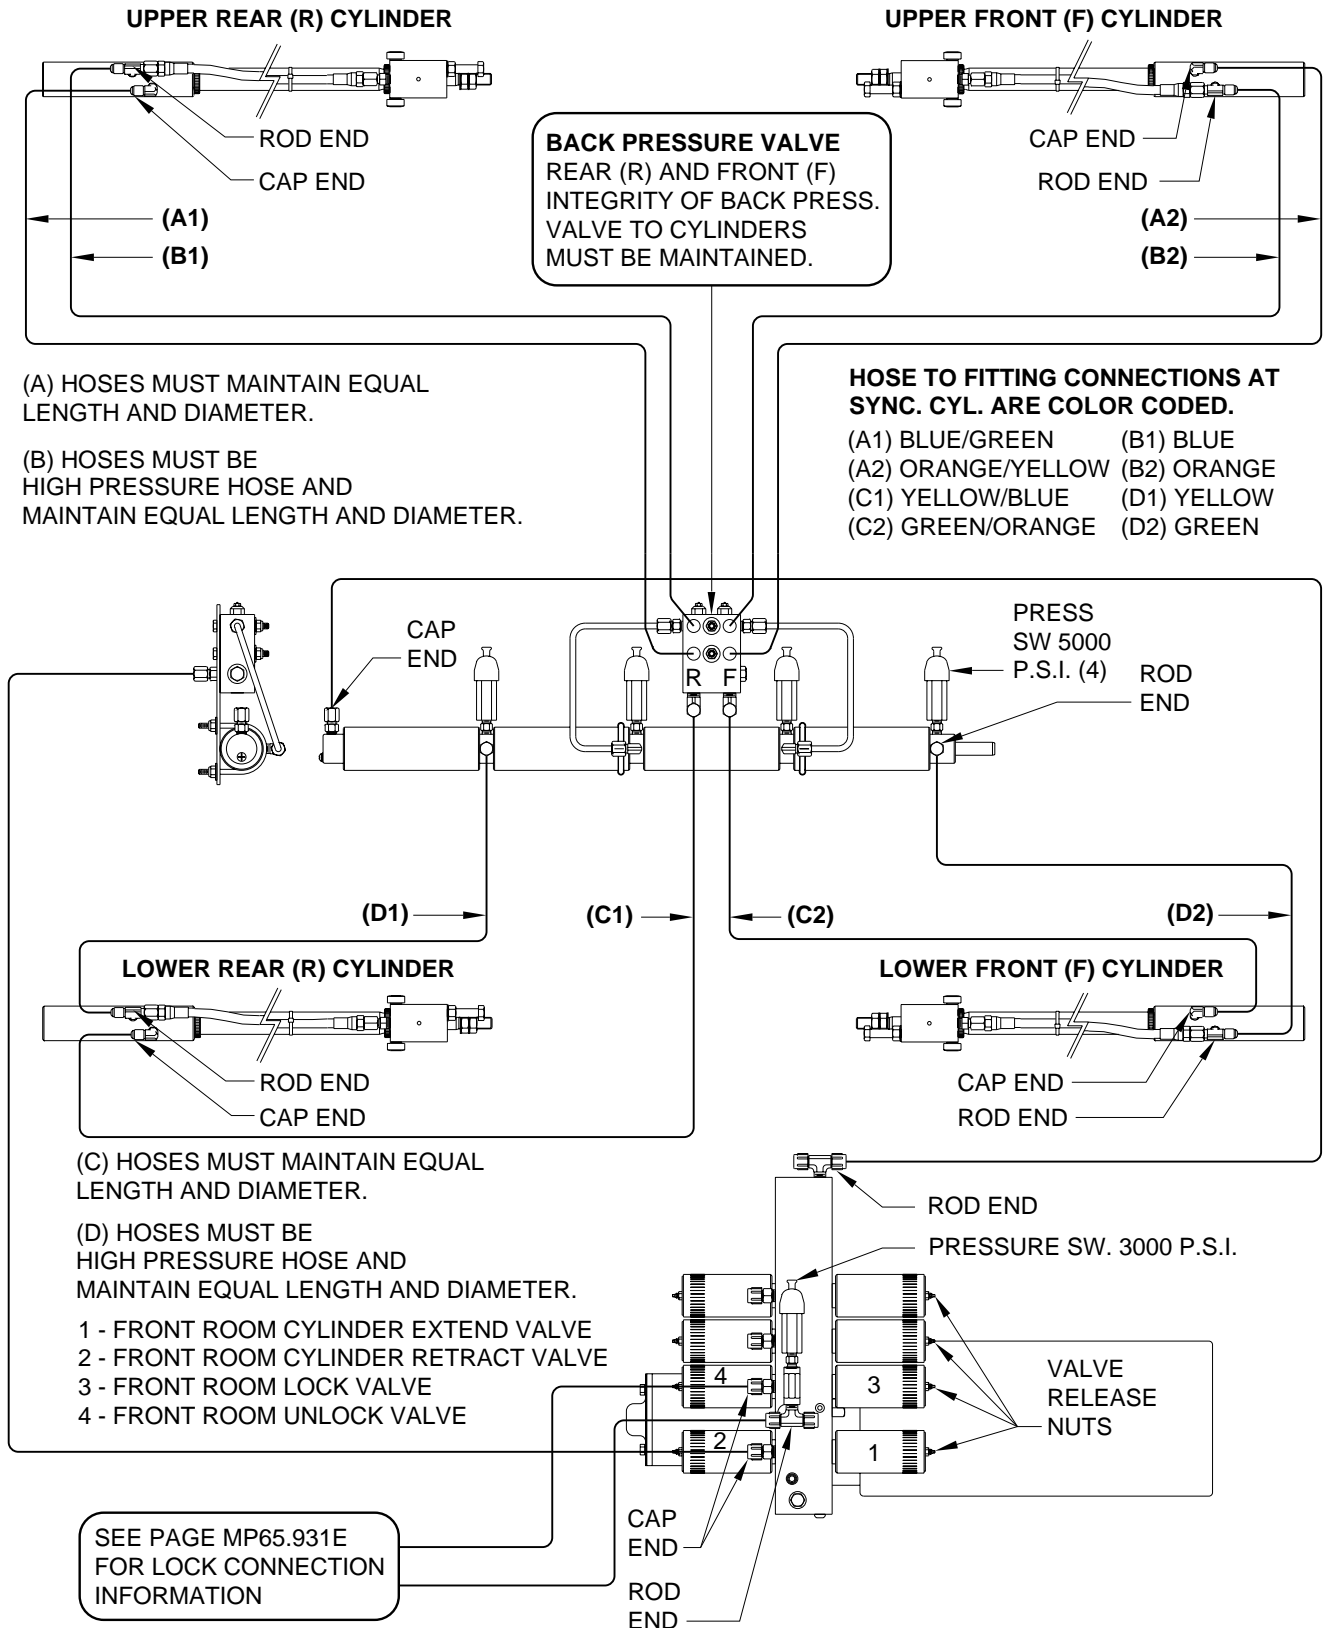 UPPER REAR (R) CYLINDER
UPPER FRONT (F) CYLINDER
ROD END
CAP END
CAP END
ROD END
BACK PRESSURE VALVE
REAR (R) AND FRONT (F)
INTEGRITY OF BACK PRESS.
VALVE TO CYLINDERS
MUST BE MAINTAINED.
(A1)
(B1)
(A2)
(B2)
(A) HOSES MUST MAINTAIN EQUAL
LENGTH AND DIAMETER.
(B) HOSES MUST BE
HIGH PRESSURE HOSE AND
MAINTAIN EQUAL LENGTH AND DIAMETER.
HOSE TO FITTING CONNECTIONS AT
SYNC. CYL. ARE COLOR CODED.
(A1) BLUE/GREEN (B1) BLUE
(A2) ORANGE/YELLOW (B2) ORANGE
(C1) YELLOW/BLUE (D1) YELLOW
(C2) GREEN/ORANGE (D2) GREEN
CAP
END
PRESS
SW 5000
P.S.I. (4)
ROD
END
R F
(D1)
(C1)
(C2)
(D2)
LOWER REAR (R) CYLINDER
LOWER FRONT (F) CYLINDER
ROD END
CAP END
CAP END
ROD END
(C) HOSES MUST MAINTAIN EQUAL
LENGTH AND DIAMETER.
(D) HOSES MUST BE
HIGH PRESSURE HOSE AND
MAINTAIN EQUAL LENGTH AND DIAMETER.
1 - FRONT ROOM CYLINDER EXTEND VALVE
2 - FRONT ROOM CYLINDER RETRACT VALVE
3 - FRONT ROOM LOCK VALVE
4 - FRONT ROOM UNLOCK VALVE
ROD END
PRESSURE SW. 3000 P.S.I.
4
3
2
1
VALVE
RELEASE
NUTS
CAP
END
ROD
END
SEE PAGE MP65.931E
FOR LOCK CONNECTION
INFORMATION